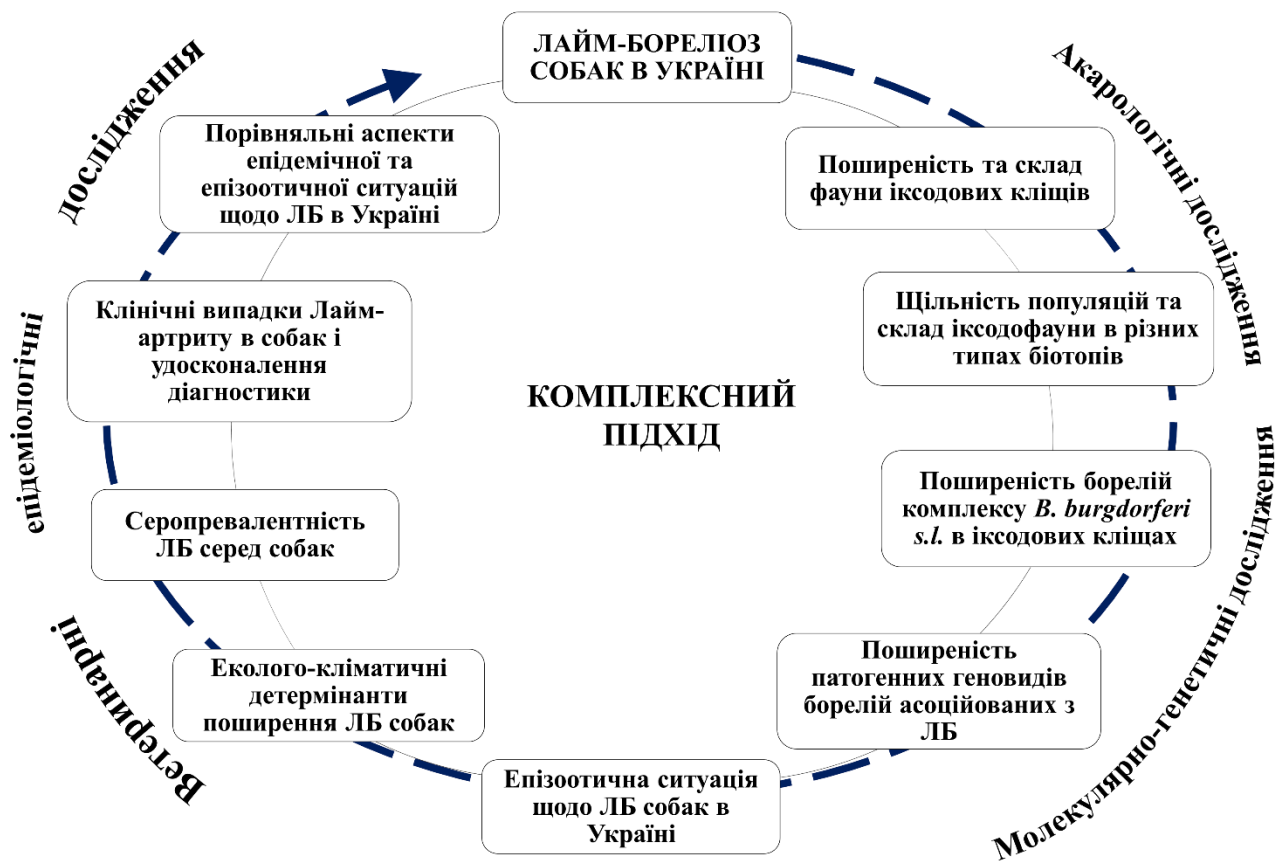 ЛАЙМ-БОРЕЛІОЗ
СОБАК В УКРАЇНІ
Акарологічні дослідження
Поширеність та склад
фауни іксодових кліщів
Щільність популяцій та
склад іксодофауни в різних
типах біотопів
Молекулярно-генетичні дослідження
Поширеність борелій
комплексу B. burgdorferi
s.l. в іксодових кліщах
Поширеність
патогенних геновидів
борелій асоційованих з
ЛБ
Епізоотична ситуація
щодо ЛБ собак в
Україні
Ветеринарні
епідеміологічні
дослідження
Еколого-кліматичні
детермінанти
поширення ЛБ собак
Серопревалентність
ЛБ серед собак
Клінічні випадки Лайм-
артриту в собак і
удосконалення
діагностики
Порівняльні аспекти
епідемічної та
епізоотичної ситуацій
щодо ЛБ в Україні
КОМПЛЕКСНИЙ
ПІДХІД